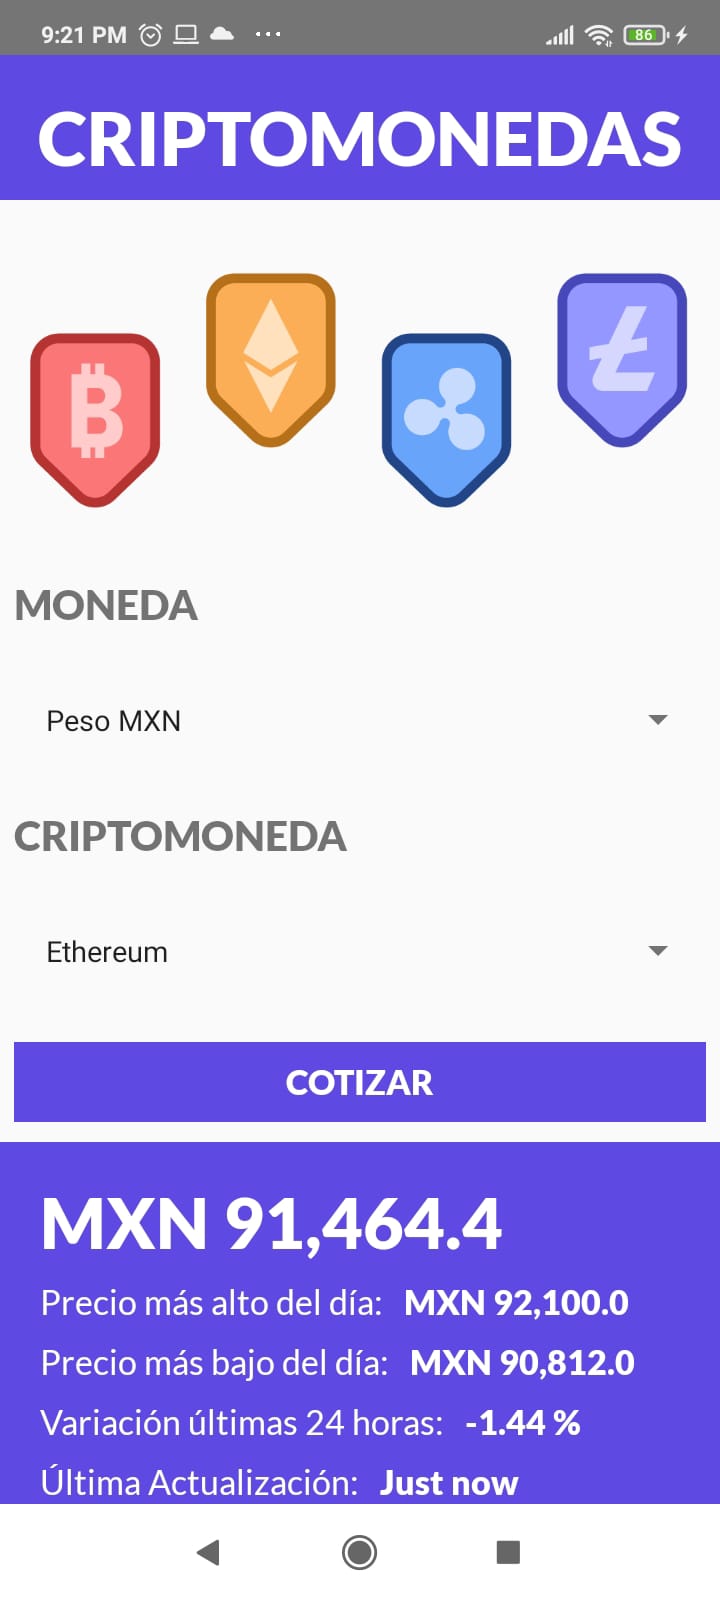 9:21 PM
86
CRIPTOMONEDAS
MONEDA
Peso MXN
CRIPTOMONEDA
Ethereum
COTIZAR
MXN 91,464.4
Precio más alto del día: MXN 92,100.0
Precio más bajo del día: MXN 90,812.0
Variación últimas 24 horas: -1.44 %
Última Actualización: Just now